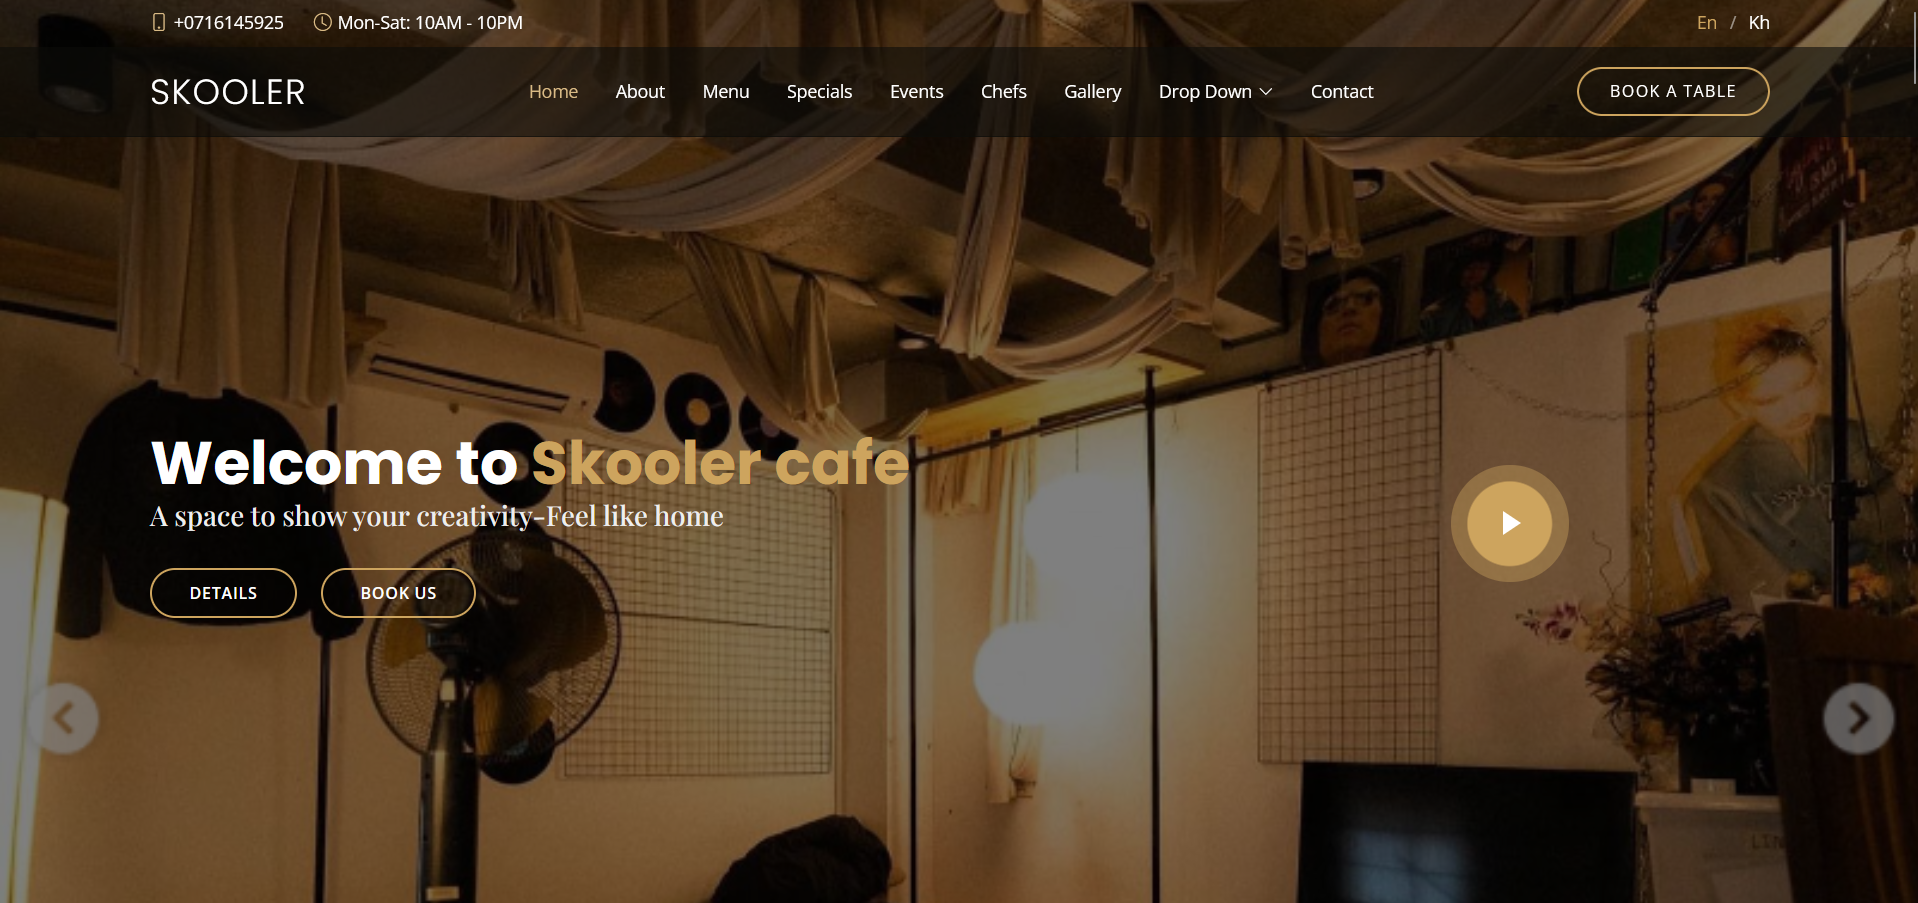 +0716145925 Mon-Sat: 10AM - 10PM En / Kh
SKOOLER Home About Menu Specials Events Chefs Gallery Drop Down Contact BOOK A TABLE
Welcome to Skooler cafe
A space to show your creativity-Feel like home
DETAILS BOOK US